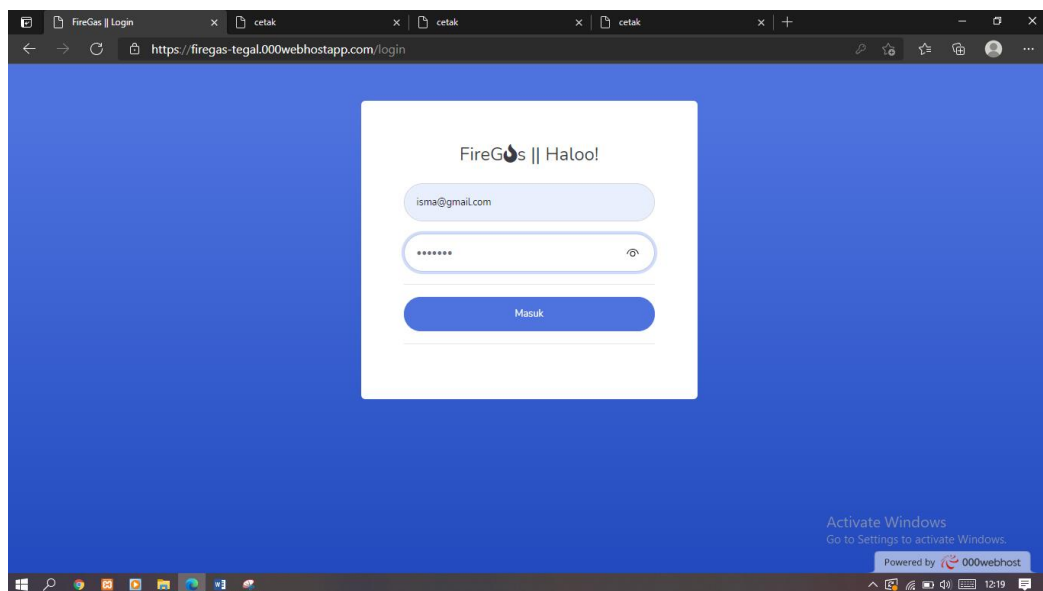 FireGas || Login
cetak
cetak
cetak
https://firegas-tegal.000webhostapp.com/login
FireGas || Haloo!
isma@gmail.com
•••••••
Masuk
Activate Windows
Go to Settings to activate Windows.
Powered by 000webhost
12:19